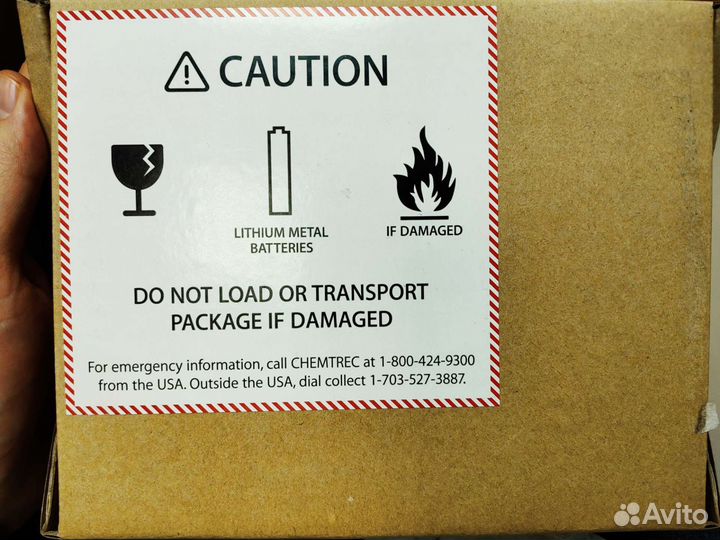 CAUTION
LITHIUM METAL
BATTERIES
IF DAMAGED
DO NOT LOAD OR TRANSPORT
PACKAGE IF DAMAGED
For emergency information, call CHEMTREC at 1-800-424-9300
from the USA. Outside the USA, dial collect 1-703-527-3887.
Avito